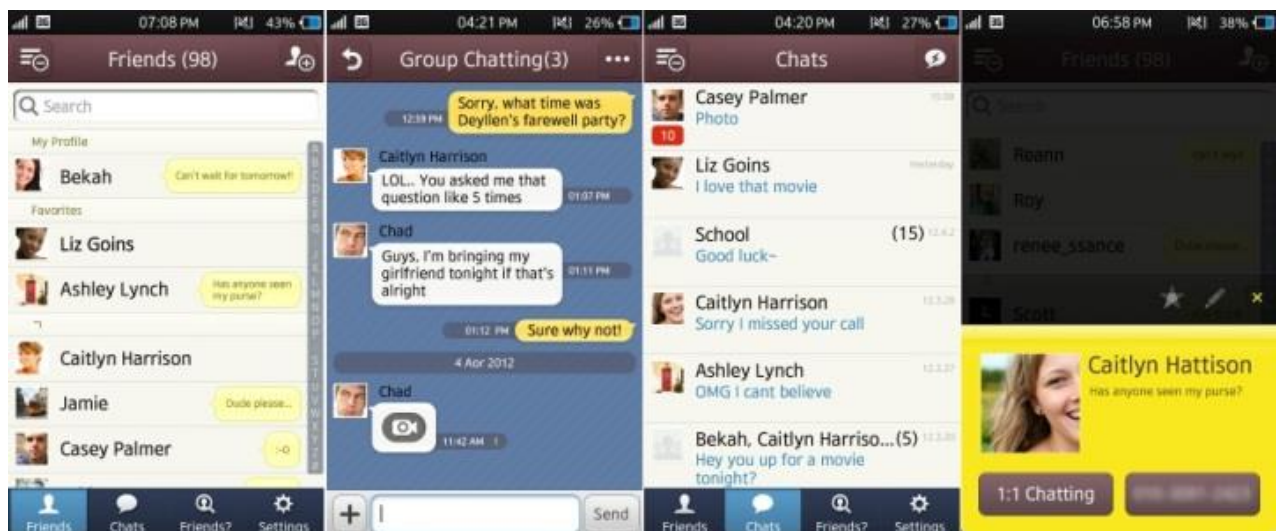 07:08 PM 43%
Friends (98)
Search
My Profile
Bekah
Can't wait for tomorrow!!
Favorites
Liz Goins
Ashley Lynch
Has anyone seen
my purse?
ㄱ
Caitlyn Harrison
Jamie
Dude please...
Casey Palmer
:-O
Friends Chats Friends? Settings
3G 04:21 PM 26%
Group Chatting(3)
Sorry, what time was
Deyllen's farewell party?
12:59 PM
Caitlyn Harrison
LOL.. You asked me that
question like 5 times
01:07 PM
Chad
Guys, I'm bringing my
girlfriend tonight if that's
alright
01:11 PM
01:12 PM
Sure why not!
4 Apr 2012
Chad
11:42 AM 1
Send
3G 04:20 PM 27%
Chats
Casey Palmer
Photo
10
Liz Goins
Yesterday
I love that movie
School (15) 12.4.2
Good luck~
Caitlyn Harrison
Sorry I missed your call
Ashley Lynch
OMG I cant believe
Bekah, Caitlyn Harriso...(5)
Hey you up for a movie
tonight?
Friends Chats Friends? Settings
3G 06:58 PM 38%
Friends (98)
Search
Reann
Roy
renee_ssance
Scott
Caitlyn Hattison
Has anyone seen my purse?
1:1 Chatting